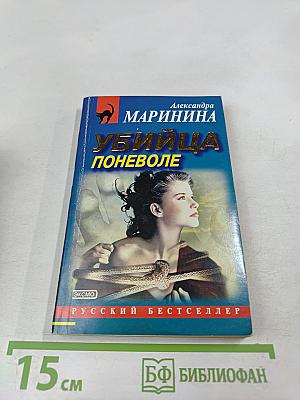 Александра
МАРИНИНА
УБИЙЦА
ПОНЕВОЛЕ
ЭКСМО
РУССКИЙ БЕСТСЕЛЛЕР
15 см
БФ БИБЛИОФАН